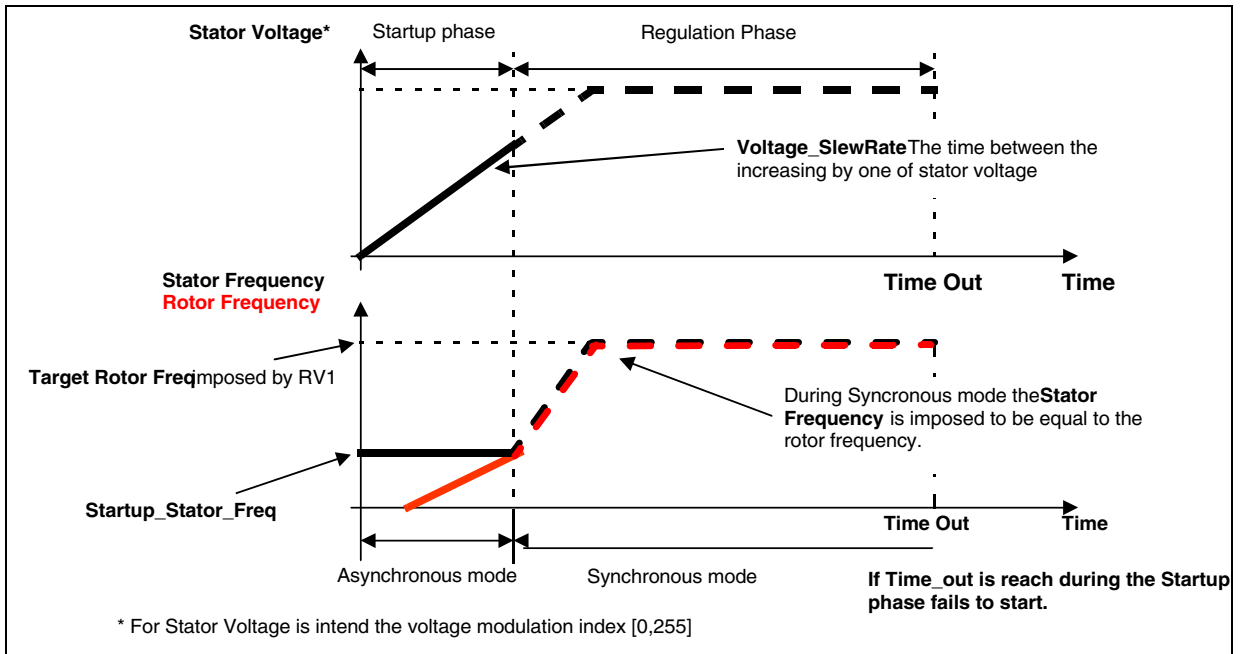 Stator Voltage*
Startup phase
Regulation Phase
Voltage_SlewRateThe time between the
increasing by one of stator voltage
Stator Frequency
Rotor Frequency
Time Out
Time
Target Rotor Freqimposed by RV1
During Syncronous mode theStator
Frequency is imposed to be equal to the
rotor frequency.
Startup_Stator_Freq
Time Out
Time
Asynchronous mode
Synchronous mode
If Time_out is reach during the Startup
phase fails to start.
* For Stator Voltage is intend the voltage modulation index [0,255]